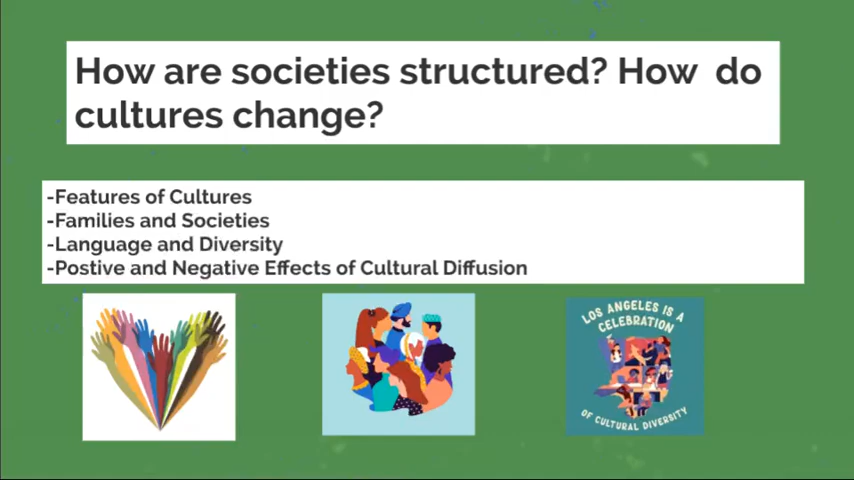 How are societies structured? How do
cultures change?
-Features of Cultures
-Families and Societies
-Language and Diversity
-Postive and Negative Effects of Cultural Diffusion
LOS ANGELES IS A
CELEBRATION
OF CULTURAL DIVERSITY